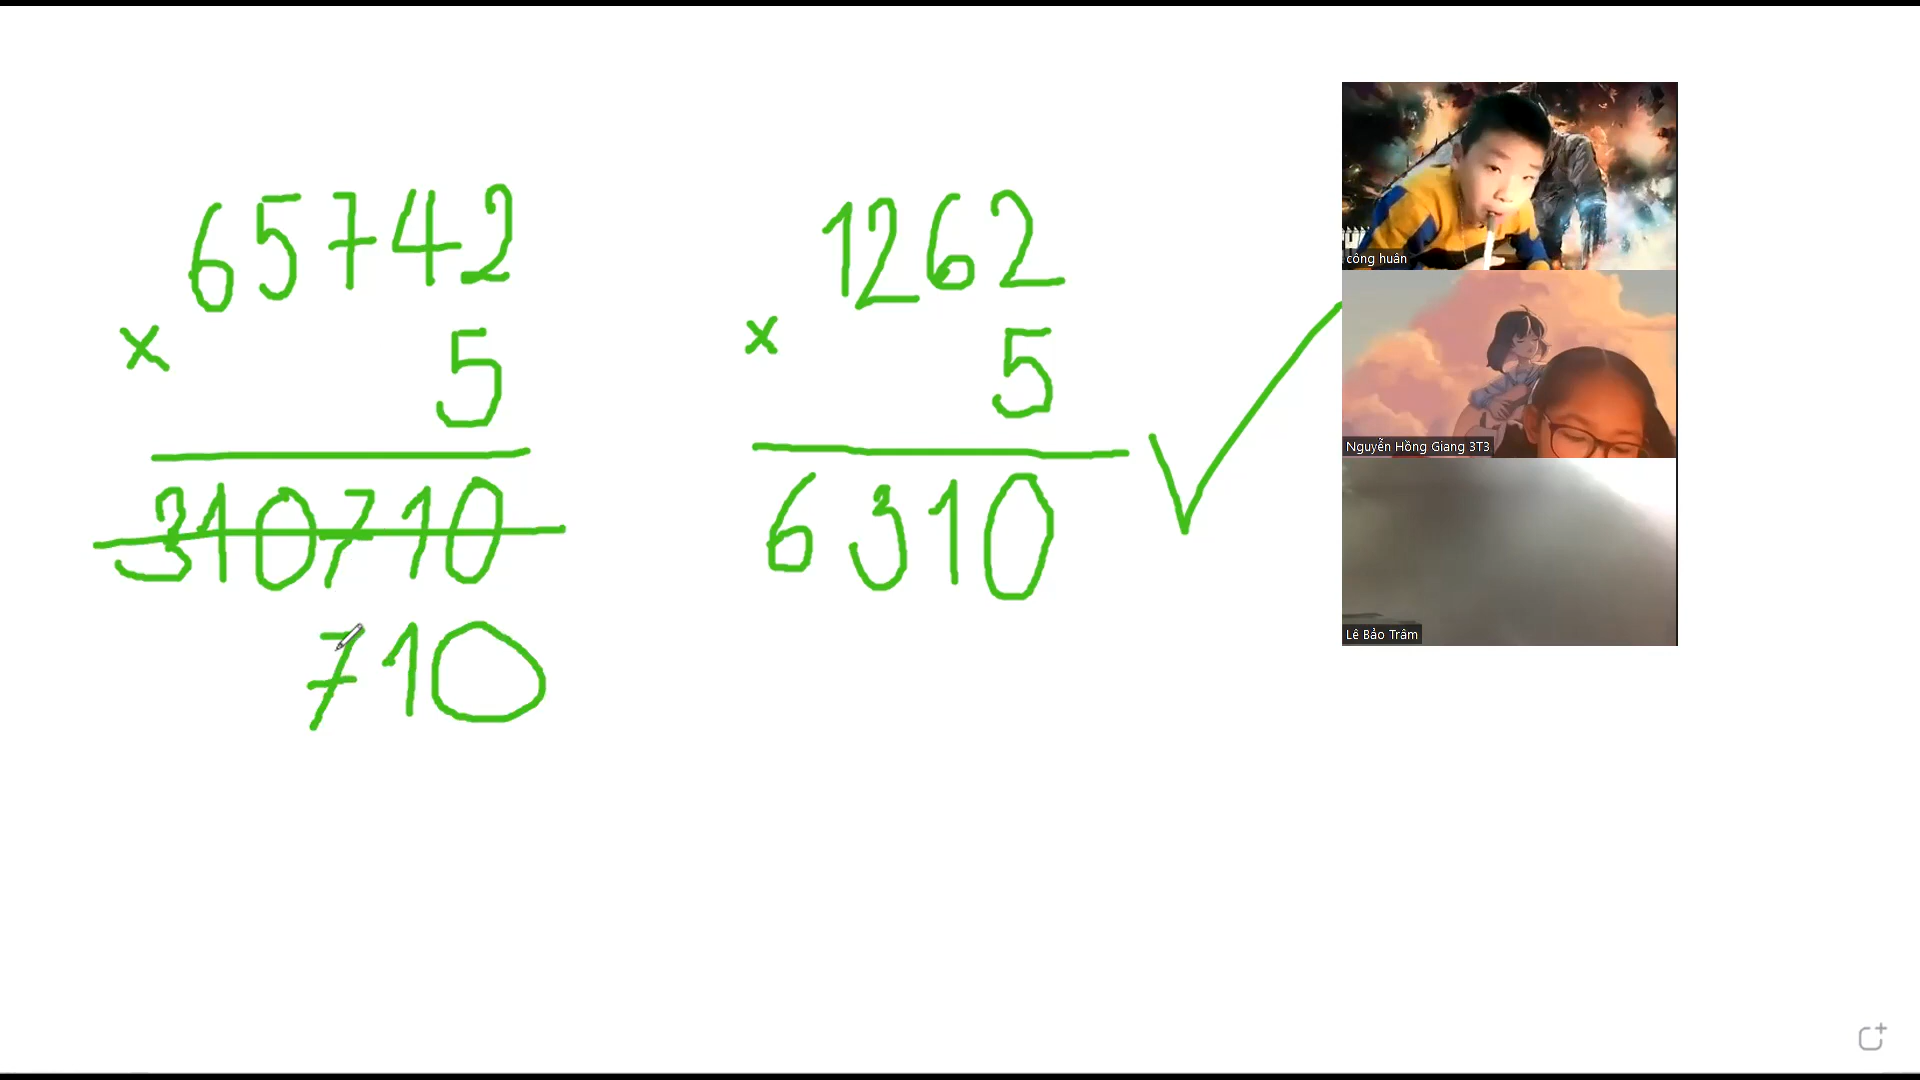 65742
x
5
310710
710
1262
x
5
6310
công huân
Nguyễn Hồng Giang 3T3
Lê Bảo Trâm